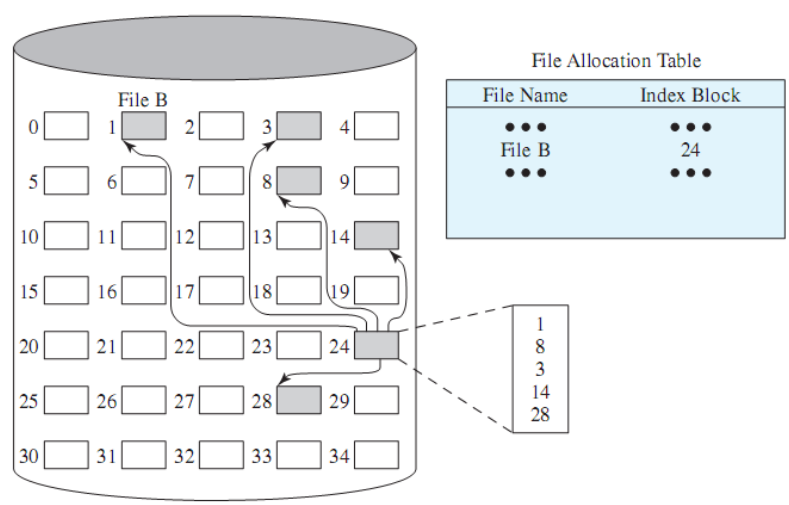 File Allocation Table
File Name Index Block
••• •••
File B 24
••• •••
File B
0 1 2 3 4
5 6 7 8 9
10 11 12 13 14
15 16 17 18 19
20 21 22 23 24
25 26 27 28 29
30 31 32 33 34
1
8
3
14
28